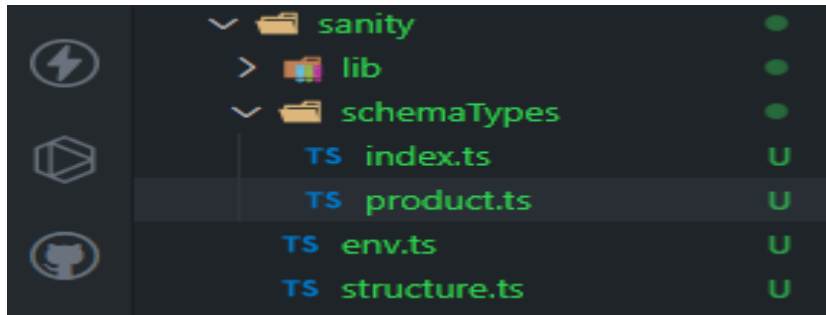 sanity
lib
schemaTypes
TS index.ts U
TS product.ts U
TS env.ts U
TS structure.ts U